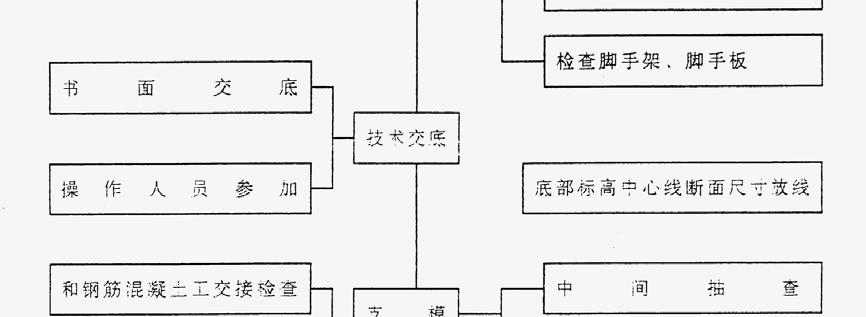 检查脚手架、脚手板
书面交底
技术交底
操作人员参加
底部标高中心线断面尺寸放线
和钢筋混凝土工交接检查
中间抽查
支模